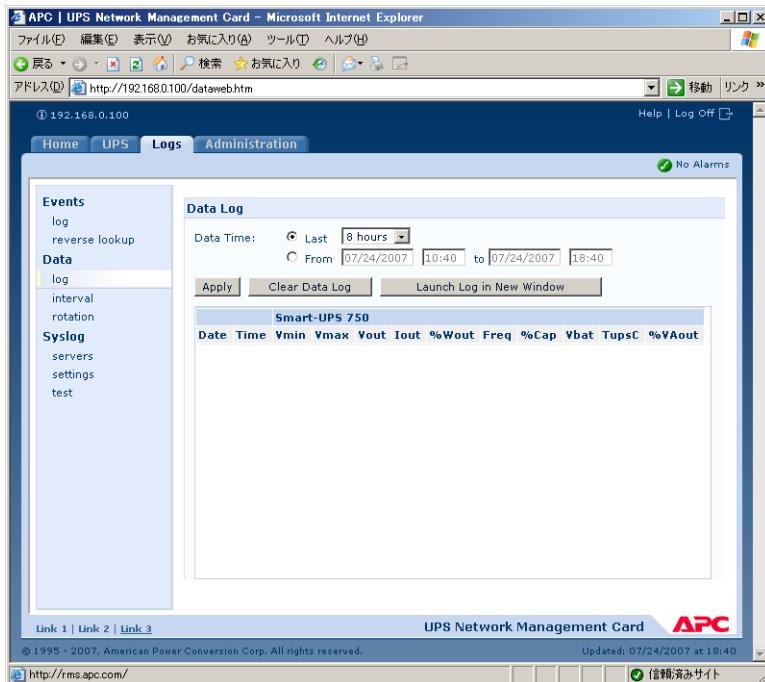 APC | UPS Network Management Card - Microsoft Internet Explorer
ファイル(F) 編集(E) 表示(V) お気に入り(A) ツール(T) ヘルプ(H)
戻る 検索 お気に入り
アドレス(D) http://192.168.0.100/dataweb.htm 移動 リンク »
192.168.0.100 Help | Log Off
Home UPS Logs Administration
No Alarms
Events
log
reverse lookup
Data
log
interval
rotation
Syslog
servers
settings
test
Data Log
Data Time: Last 8 hours
From 07/24/2007 10:40 to 07/24/2007 18:40
Apply Clear Data Log Launch Log in New Window
Smart-UPS 750
Date Time Vmin Vmax Vout Iout %Wout Freq %Cap Vbat TupsC %VAout
Link 1 | Link 2 | Link 3 UPS Network Management Card APC
© 1995 - 2007, American Power Conversion Corp. All rights reserved. Updated: 07/24/2007 at 18:40
http://rms.apc.com/ 信頼済みサイト